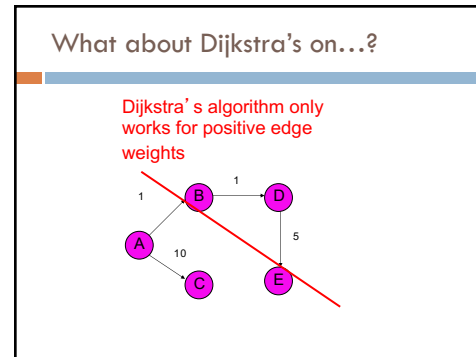 What about Dijkstra's on…?
Dijkstra's algorithm only
works for positive edge
weights
1
1
B
D
A
5
10
C
E